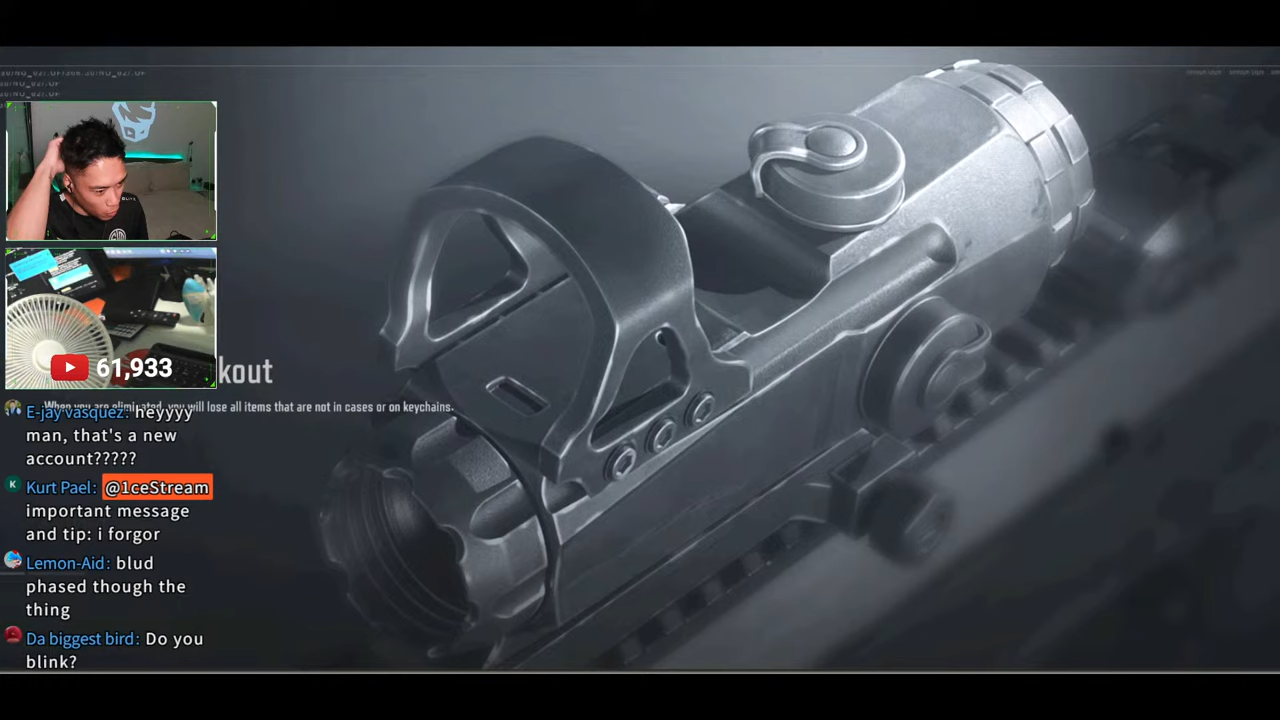 61,933
kout
When you are eliminated, you will lose all items that are not in cases or on keychains.
E-jay vasquez: heyyyy
man, that's a new
account?????
Kurt Pael: @1ceStream
important message
and tip: i forgor
Lemon-Aid: blud
phased though the
thing
Da biggest bird: Do you
blink?